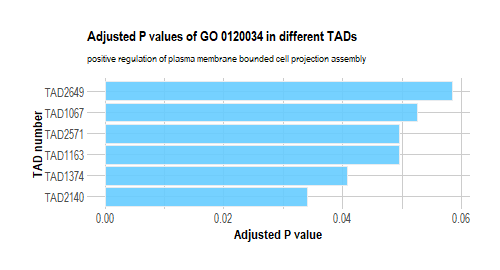 Adjusted P values of GO 0120034 in different TADs
positive regulation of plasma membrane bounded cell projection assembly
TAD number
TAD2649
TAD1067
TAD2571
TAD1163
TAD1374
TAD2140
0.00 0.02 0.04 0.06
Adjusted P value